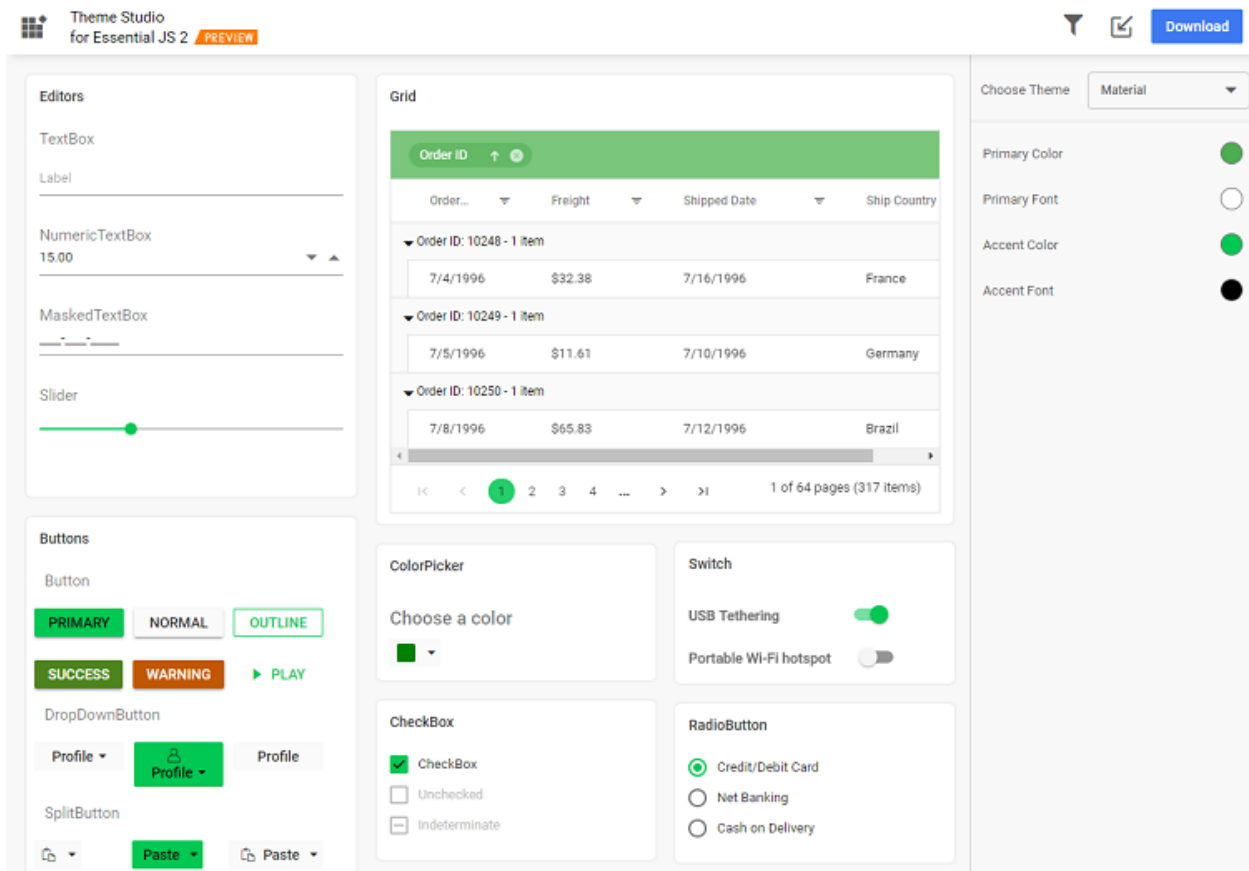 Theme Studio
for Essential JS 2 PREVIEW
Download
Editors
TextBox
Label
NumericTextBox
15.00
MaskedTextBox
___-___-____
Slider
Grid
Order ID
Order... Freight Shipped Date Ship Country
Order ID: 10248 - 1 item
7/4/1996 $32.38 7/16/1996 France
Order ID: 10249 - 1 item
7/5/1996 $11.61 7/10/1996 Germany
Order ID: 10250 - 1 item
7/8/1996 $65.83 7/12/1996 Brazil
1 2 3 4 ... 1 of 64 pages (317 items)
Choose Theme Material
Primary Color
Primary Font
Accent Color
Accent Font
Buttons
Button
PRIMARY NORMAL OUTLINE
SUCCESS WARNING PLAY
DropDownButton
Profile Profile Profile
SplitButton
Paste Paste
ColorPicker
Choose a color
Switch
USB Tethering
Portable Wi-Fi hotspot
CheckBox
CheckBox
Unchecked
Indeterminate
RadioButton
Credit/Debit Card
Net Banking
Cash on Delivery